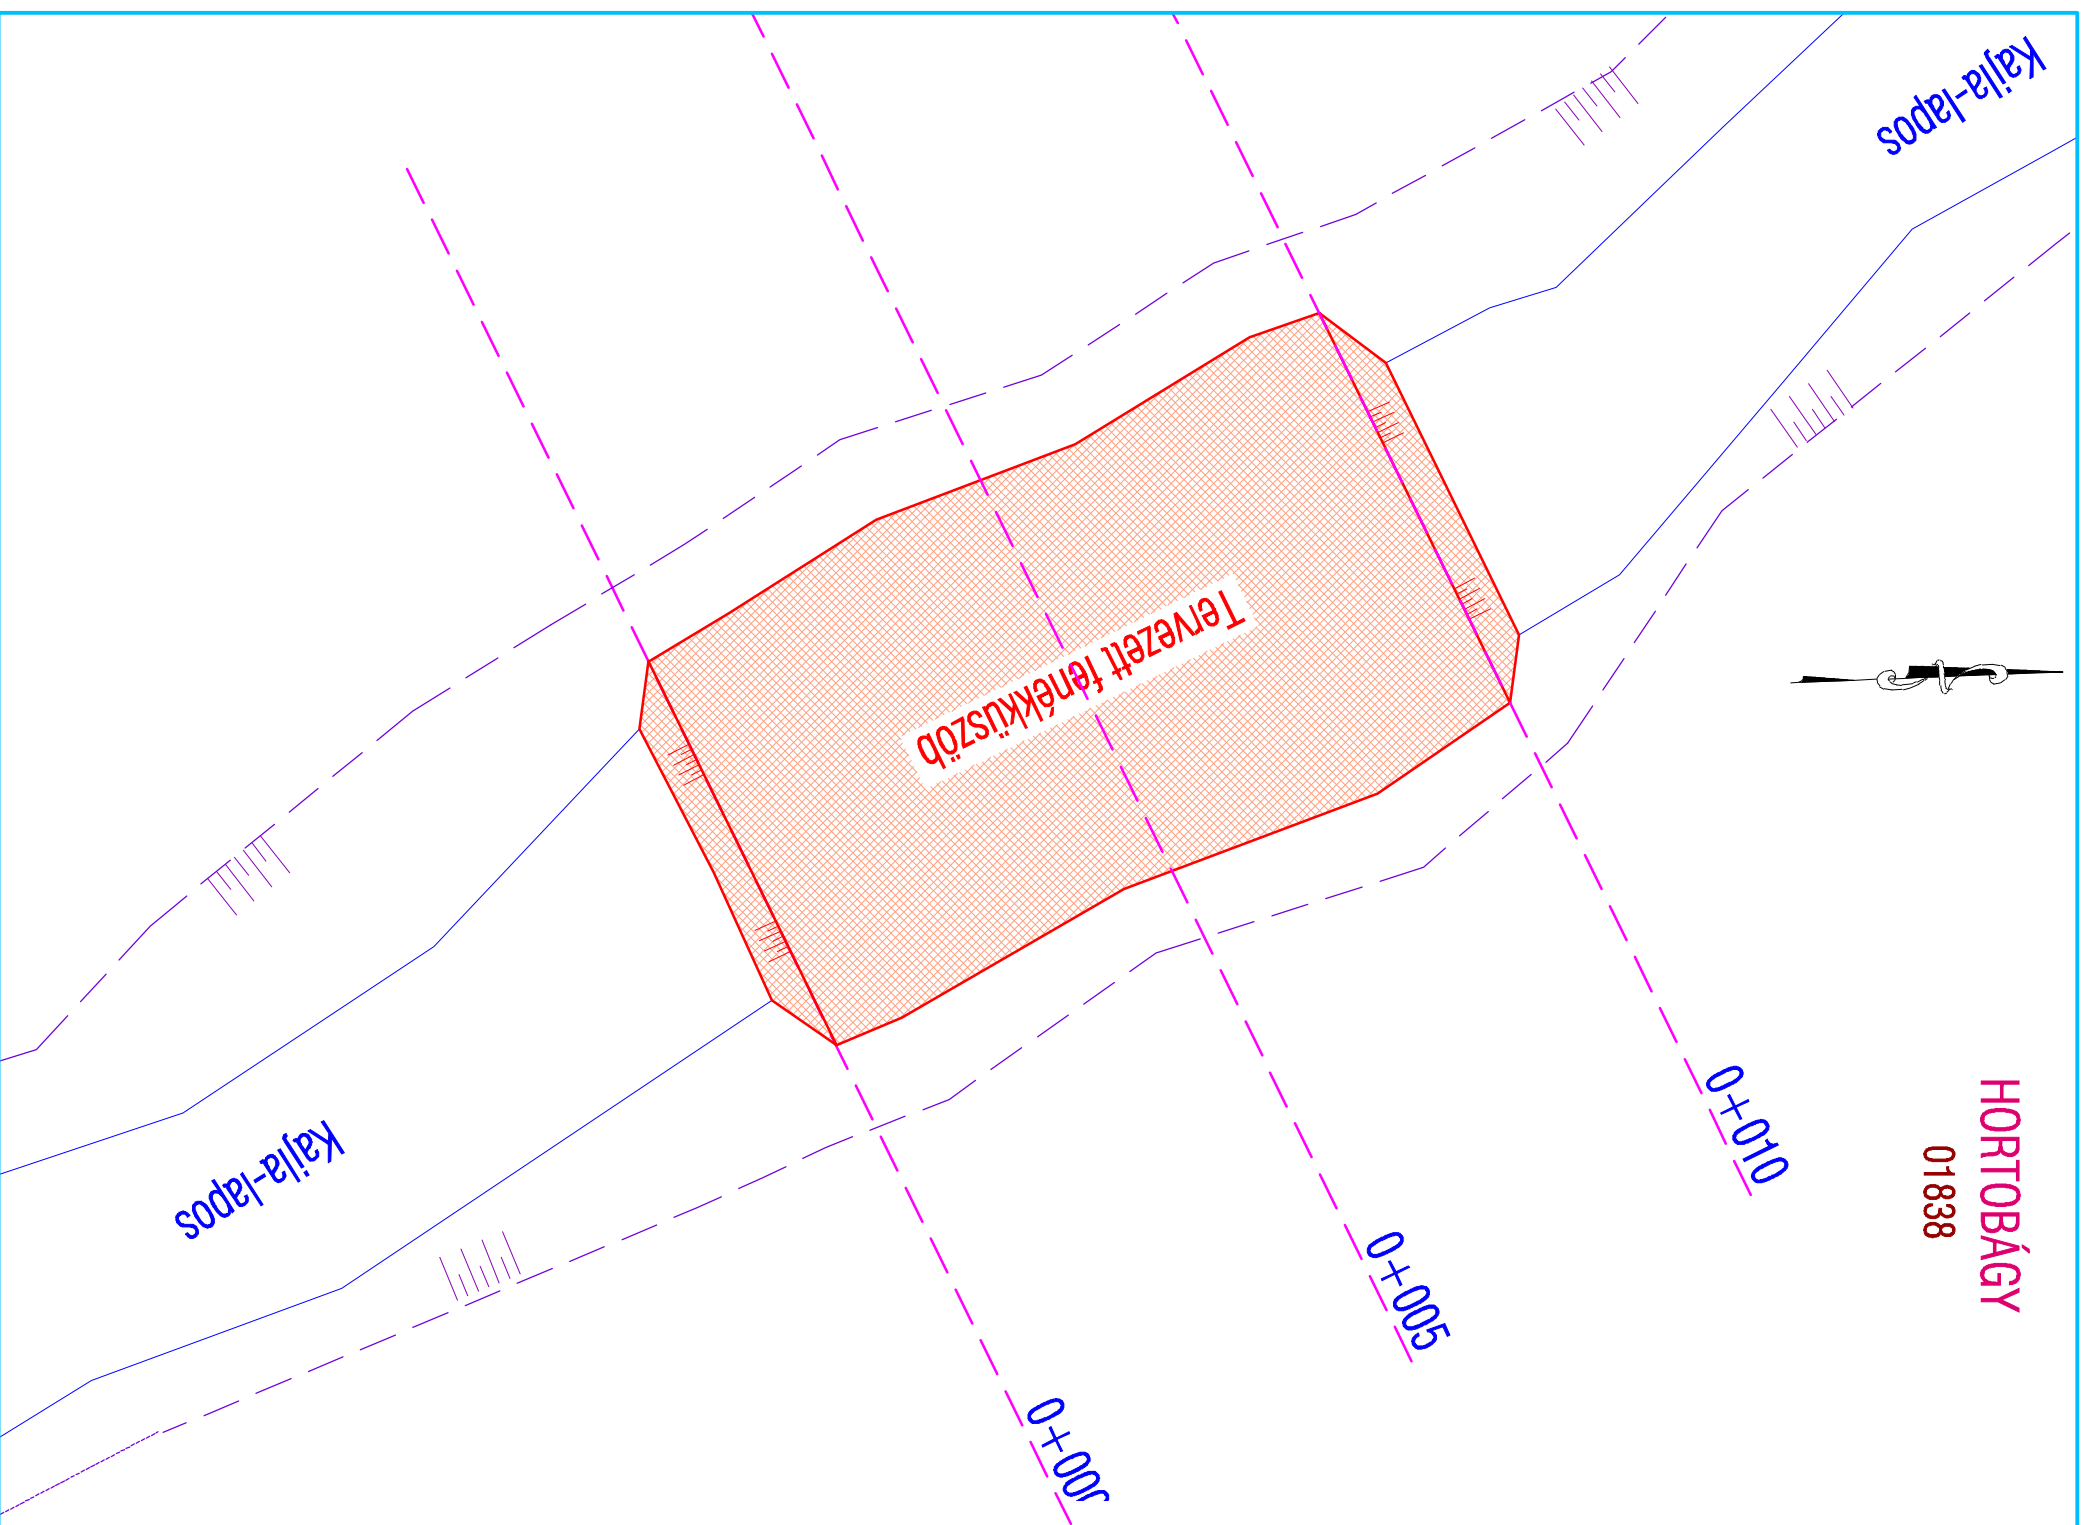 Kajla-lapos
Tervezett fenékküszöb
Kajla-lapos
0+010
0+005
HORTOBÁGY
01838